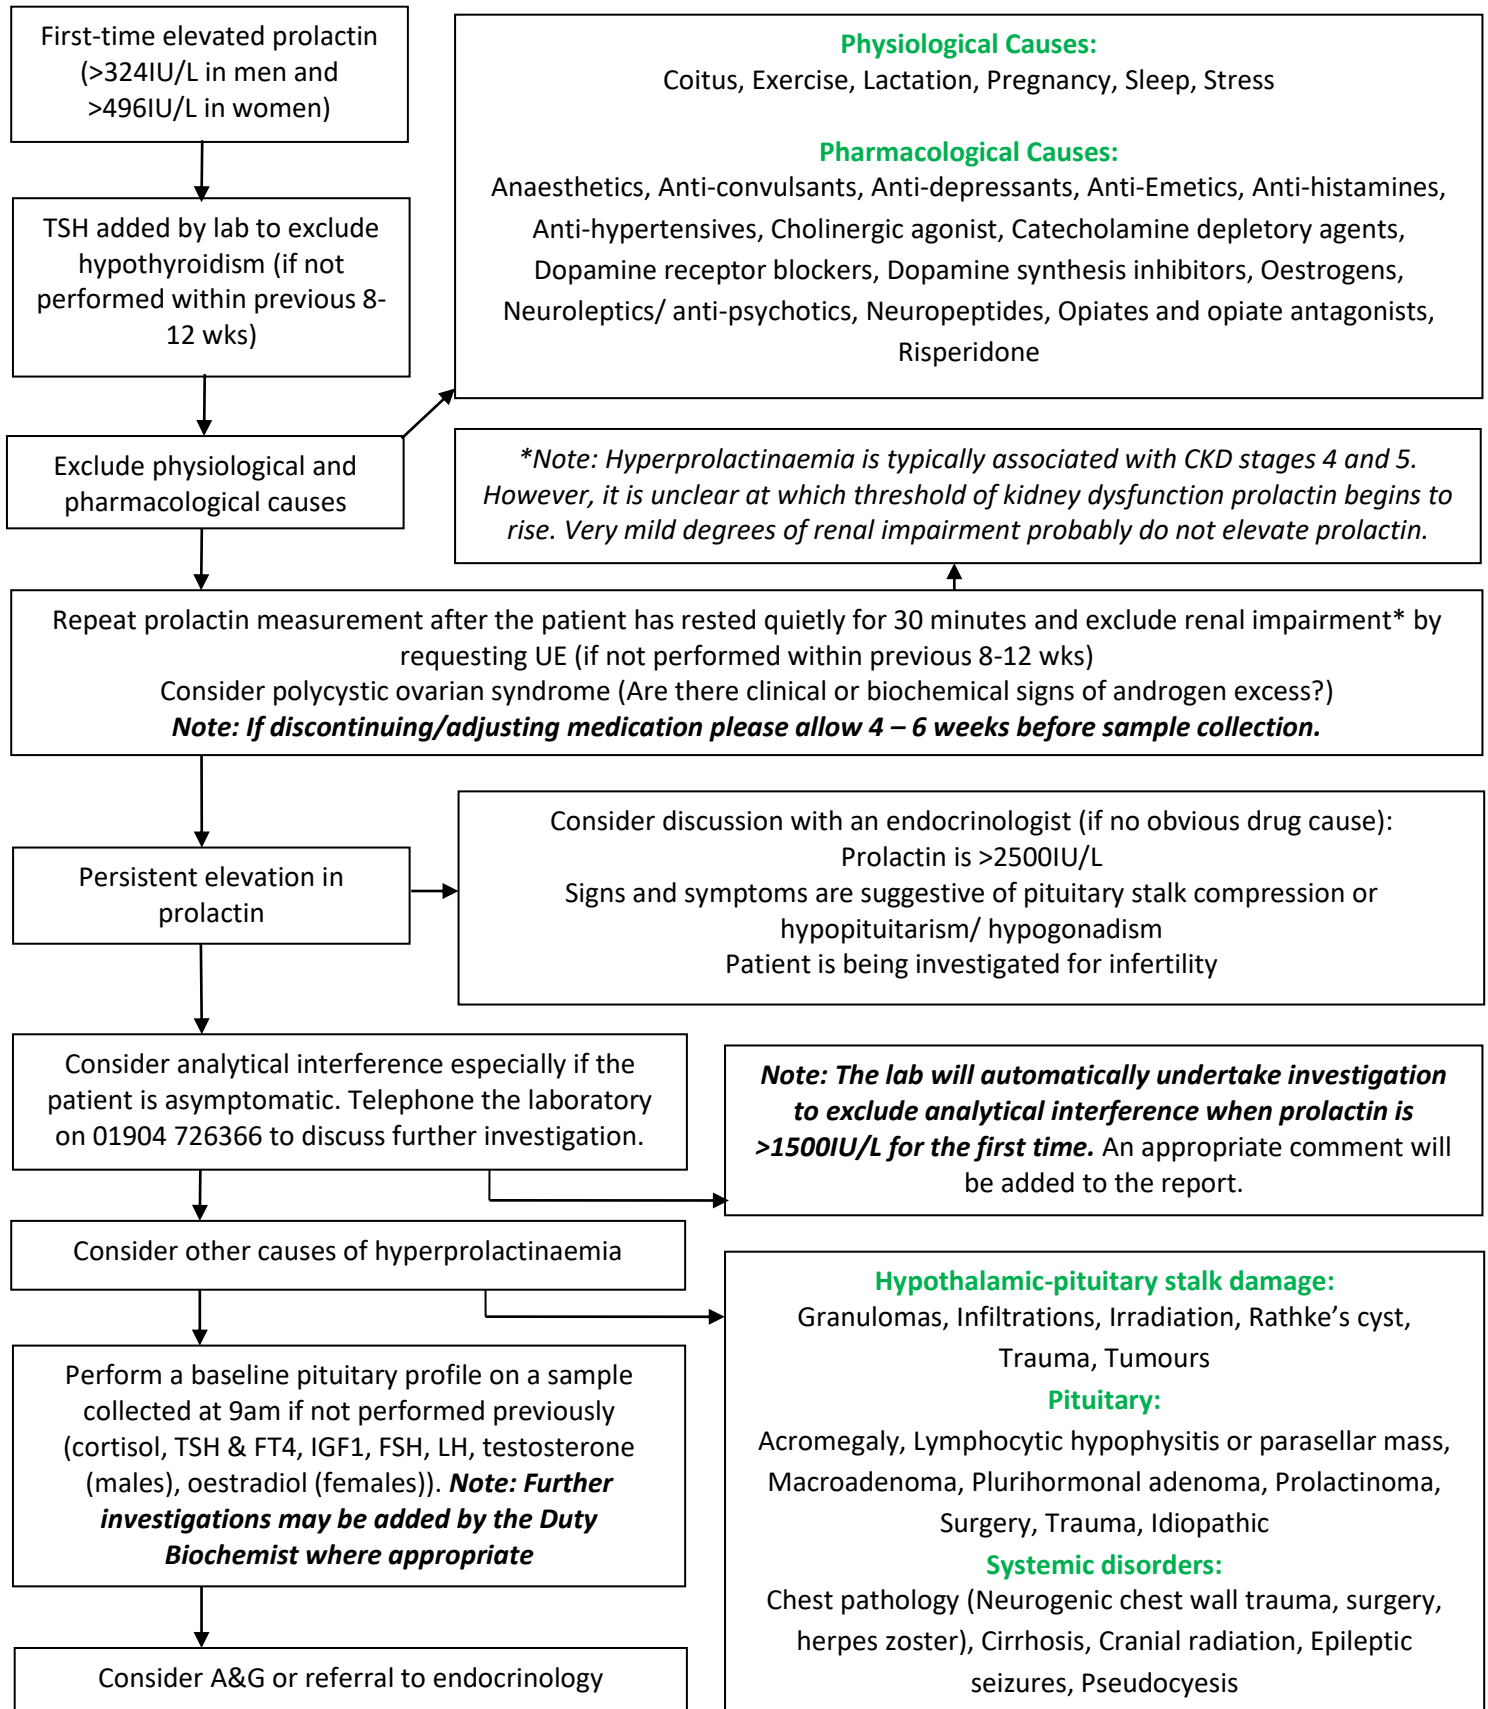 First-time elevated prolactin
(>324IU/L in men and
>496IU/L in women)
Physiological Causes:
Coitus, Exercise, Lactation, Pregnancy, Sleep, Stress
Pharmacological Causes:
Anaesthetics, Anti-convulsants, Anti-depressants, Anti-Emetics, Anti-histamines,
Anti-hypertensives, Cholinergic agonist, Catecholamine depletory agents,
Dopamine receptor blockers, Dopamine synthesis inhibitors, Oestrogens,
Neuroleptics/ anti-psychotics, Neuropeptides, Opiates and opiate antagonists,
Risperidone
TSH added by lab to exclude
hypothyroidism (if not
performed within previous 8-
12 wks)
Exclude physiological and
pharmacological causes
*Note: Hyperprolactinaemia is typically associated with CKD stages 4 and 5.
However, it is unclear at which threshold of kidney dysfunction prolactin begins to
rise. Very mild degrees of renal impairment probably do not elevate prolactin.
Repeat prolactin measurement after the patient has rested quietly for 30 minutes and exclude renal impairment* by
requesting UE (if not performed within previous 8-12 wks)
Consider polycystic ovarian syndrome (Are there clinical or biochemical signs of androgen excess?)
Note: If discontinuing/adjusting medication please allow 4 – 6 weeks before sample collection.
Persistent elevation in
prolactin
Consider discussion with an endocrinologist (if no obvious drug cause):
Prolactin is >2500IU/L
Signs and symptoms are suggestive of pituitary stalk compression or
hypopituitarism/ hypogonadism
Patient is being investigated for infertility
Consider analytical interference especially if the
patient is asymptomatic. Telephone the laboratory
on 01904 726366 to discuss further investigation.
Note: The lab will automatically undertake investigation
to exclude analytical interference when prolactin is
>1500IU/L for the first time. An appropriate comment will
be added to the report.
Consider other causes of hyperprolactinaemia
Hypothalamic-pituitary stalk damage:
Granulomas, Infiltrations, Irradiation, Rathke’s cyst,
Trauma, Tumours
Pituitary:
Acromegaly, Lymphocytic hypophysitis or parasellar mass,
Macroadenoma, Plurihormonal adenoma, Prolactinoma,
Surgery, Trauma, Idiopathic
Systemic disorders:
Chest pathology (Neurogenic chest wall trauma, surgery,
herpes zoster), Cirrhosis, Cranial radiation, Epileptic
seizures, Pseudocyesis
Perform a baseline pituitary profile on a sample
collected at 9am if not performed previously
(cortisol, TSH & FT4, IGF1, FSH, LH, testosterone
(males), oestradiol (females)). Note: Further
investigations may be added by the Duty
Biochemist where appropriate
Consider A&G or referral to endocrinology